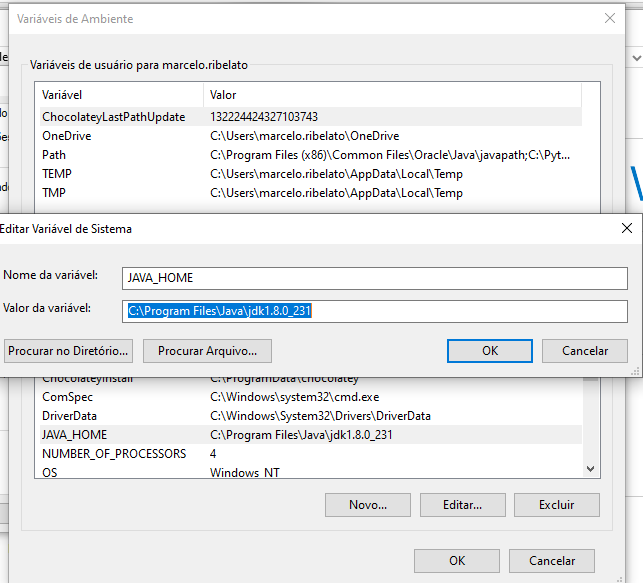 Variáveis de Ambiente
Variáveis de usuário para marcelo.ribelato
Variável Valor
ChocolateyLastPathUpdate 132224424327103743
OneDrive C:\Users\marcelo.ribelato\OneDrive
Path C:\Program Files (x86)\Common Files\Oracle\Java\javapath;C:\Pyt...
TEMP C:\Users\marcelo.ribelato\AppData\Local\Temp
TMP C:\Users\marcelo.ribelato\AppData\Local\Temp
Editar Variável de Sistema
Nome da variável: JAVA_HOME
Valor da variável: C:\Program Files\Java\jdk1.8.0_231
Procurar no Diretório... Procurar Arquivo... OK Cancelar
ChocolateyInstall C:\ProgramData\chocolatey
ComSpec C:\Windows\system32\cmd.exe
DriverData C:\Windows\System32\Drivers\DriverData
JAVA_HOME C:\Program Files\Java\jdk1.8.0_231
NUMBER_OF_PROCESSORS 4
OS Windows_NT
Novo... Editar... Excluir
OK Cancelar